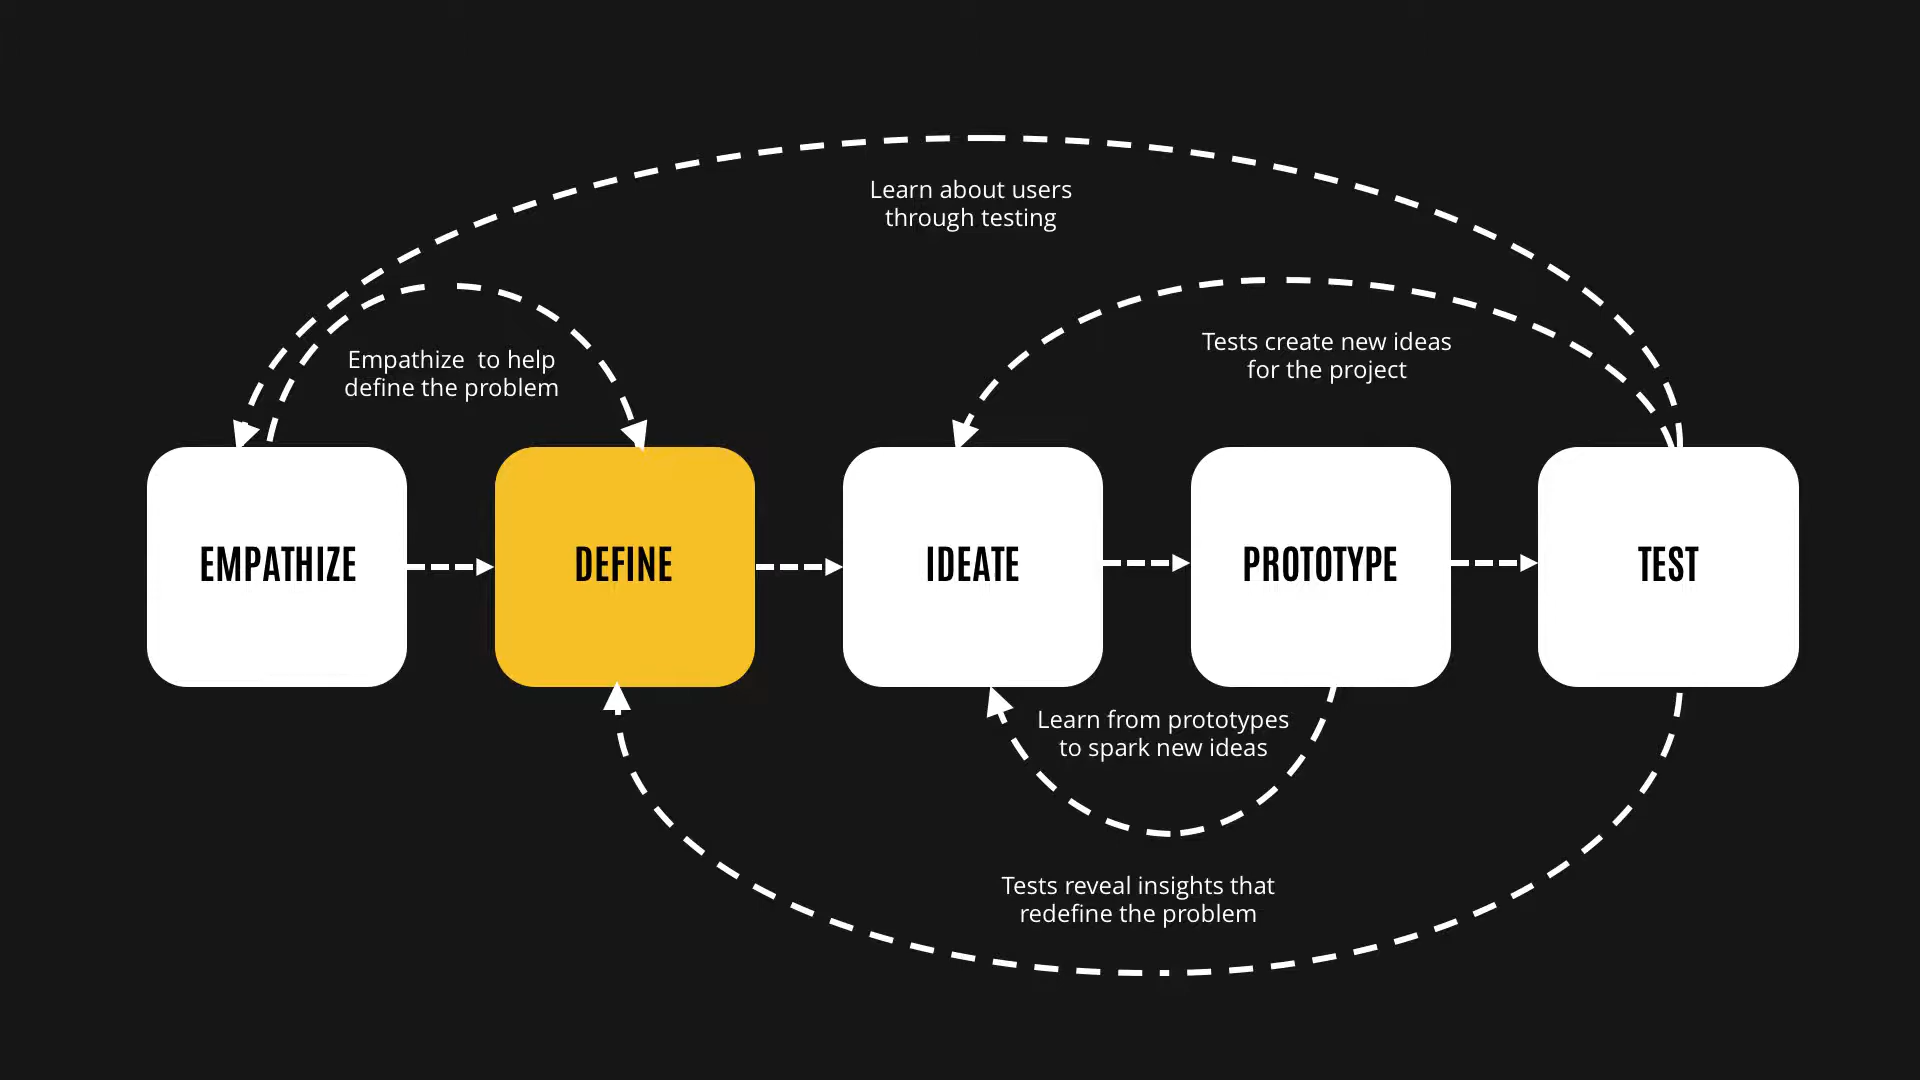 Learn about users
through testing
Empathize  to help
define the problem
Tests create new ideas
for the project
EMPATHIZE
DEFINE
IDEATE
PROTOTYPE
TEST
Learn from prototypes
to spark new ideas
Tests reveal insights that
redefine the problem